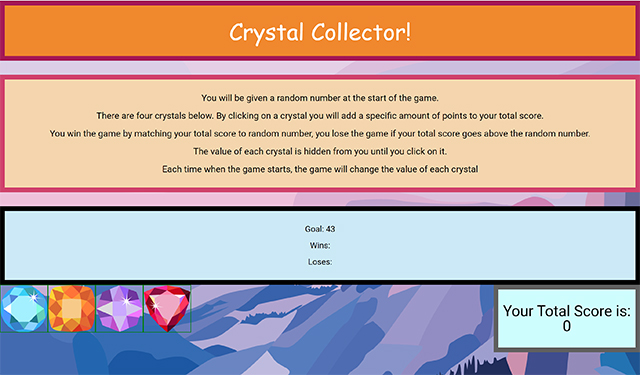 Crystal Collector!
You will be given a random number at the start of the game.
There are four crystals below. By clicking on a crystal you will add a specific amount of points to your total score.
You win the game by matching your total score to random number, you lose the game if your total score goes above the random number.
The value of each crystal is hidden from you until you click on it.
Each time when the game starts, the game will change the value of each crystal
Goal: 43
Wins:
Loses:
Your Total Score is:
0